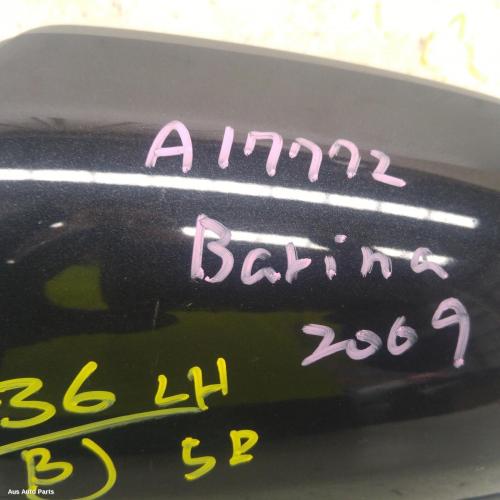 A17772
Barina
2009
36 LH
B) 5D
Aus Auto Parts